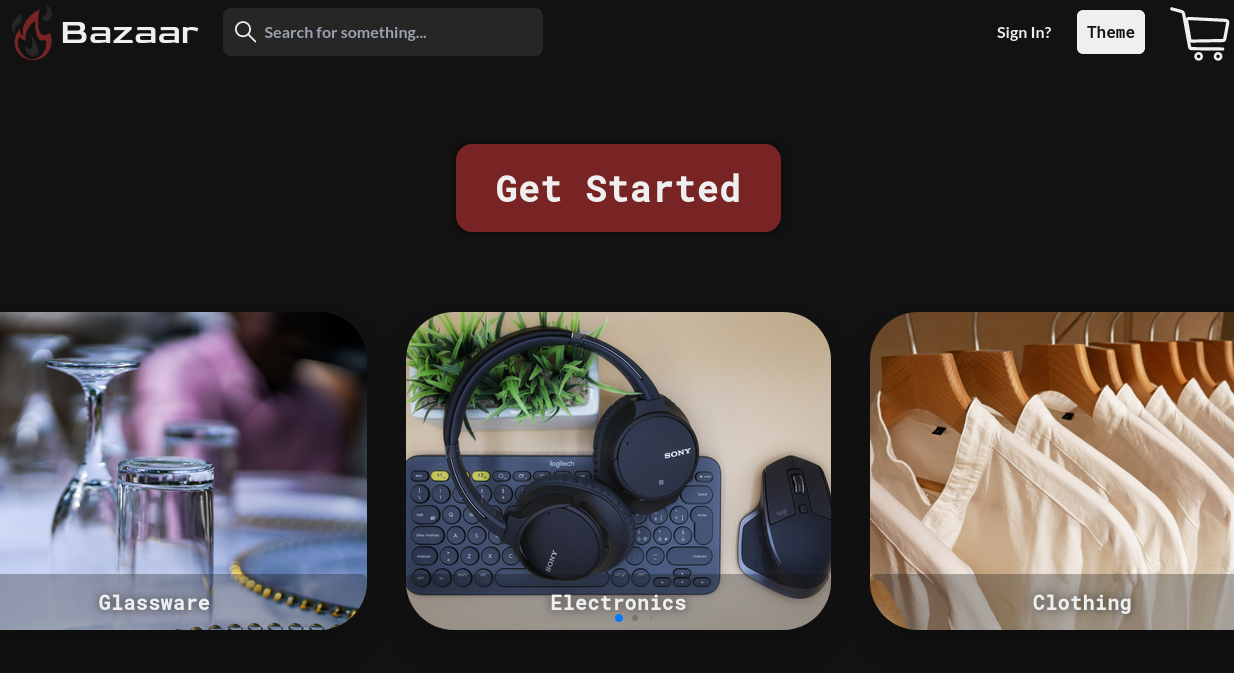 Bazaar
Search for something...
Sign In?
Theme
Get Started
SONY
logitech
SONY
Glassware
Electronics
Clothing